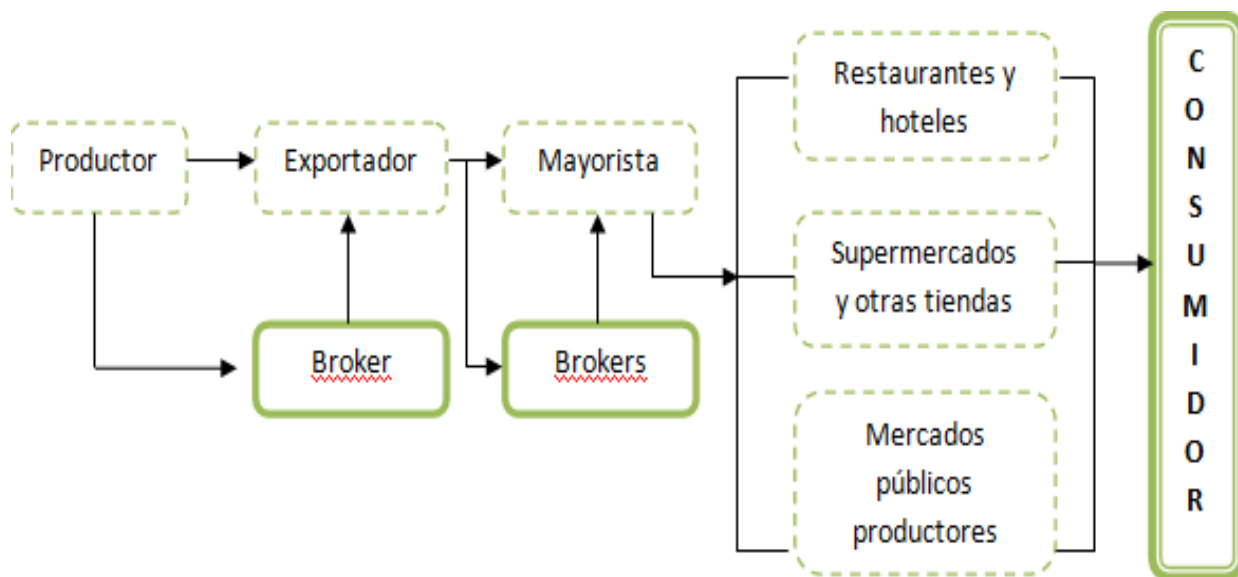 Productor
Exportador
Mayorista
Broker
Brokers
Restaurantes y
hoteles
Supermercados
y otras tiendas
Mercados
públicos
productores
C
O
N
S
U
M
I
D
O
R